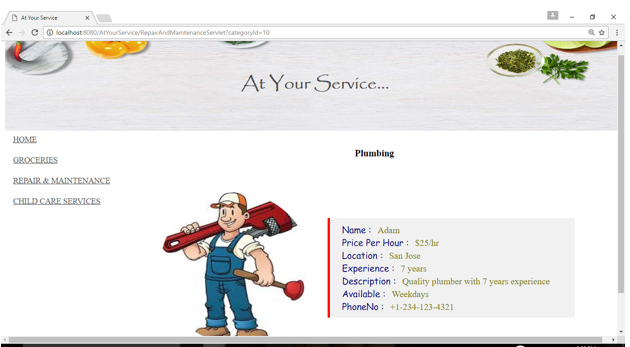 At Your Service
localhost:8080/AtYourService/RepairAndMaintenanceServlet?categoryId=10
At Your Service...
HOME
GROCERIES
REPAIR & MAINTENANCE
CHILD CARE SERVICES
Plumbing
Name : Adam
Price Per Hour : $25/hr
Location : San Jose
Experience : 7 years
Description : Quality plumber with 7 years experience
Available : Weekdays
PhoneNo : +1-234-123-4321